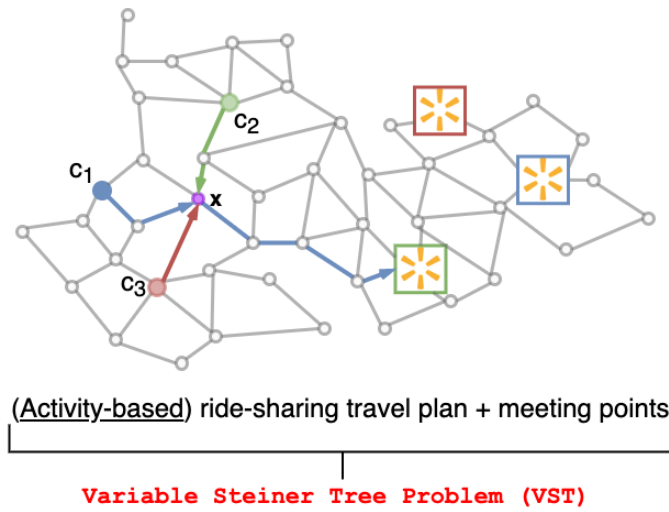 c2
c1
x
c3
(Activity-based) ride-sharing travel plan + meeting points
Variable Steiner Tree Problem (VST)